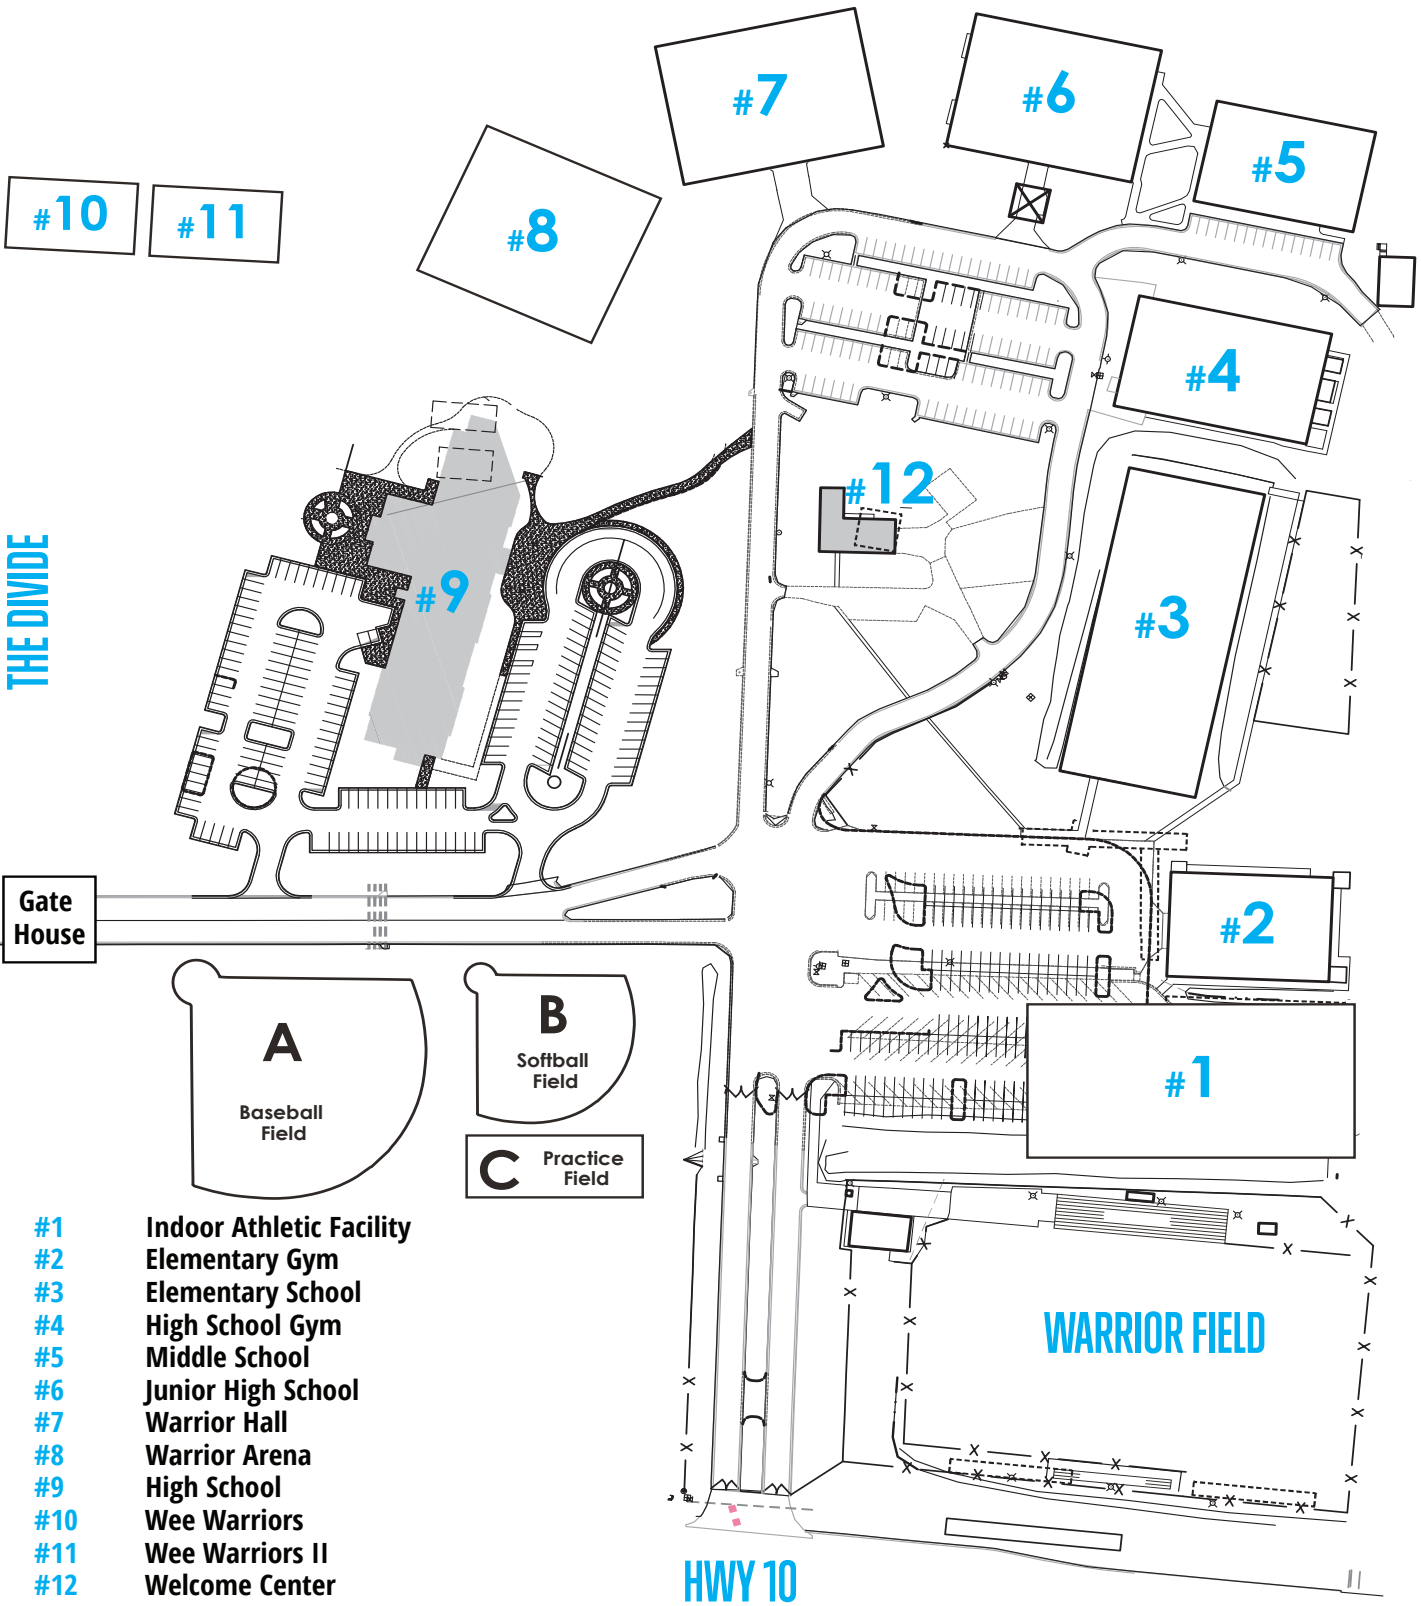 #7
#6
#5
#10
#11
#8
#4
#12
THE DIVIDE
#9
#3
Gate
House
#2
A
Baseball
Field
B
Softball
Field
#1
C
Practice
Field
#1 Indoor Athletic Facility
#2 Elementary Gym
#3 Elementary School
#4 High School Gym
#5 Middle School
#6 Junior High School
#7 Warrior Hall
#8 Warrior Arena
#9 High School
#10 Wee Warriors
#11 Wee Warriors II
#12 Welcome Center
WARRIOR FIELD
HWY 10